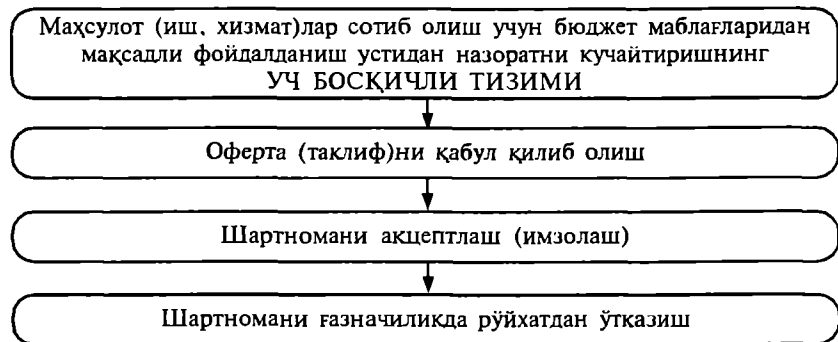 Маҳсулот (иш, хизмат)лар сотиб олиш учун бюджет маблағларидан
мақсадли фойдалданиш устидан назоратни кучайтиришнинг
УЧ БОСҚИЧЛИ ТИЗИМИ
Оферта (таклиф)ни қабул қилиб олиш
Шартномани акцептлаш (имзолаш)
Шартномани ғазначиликда рўйхатдан ўтказиш